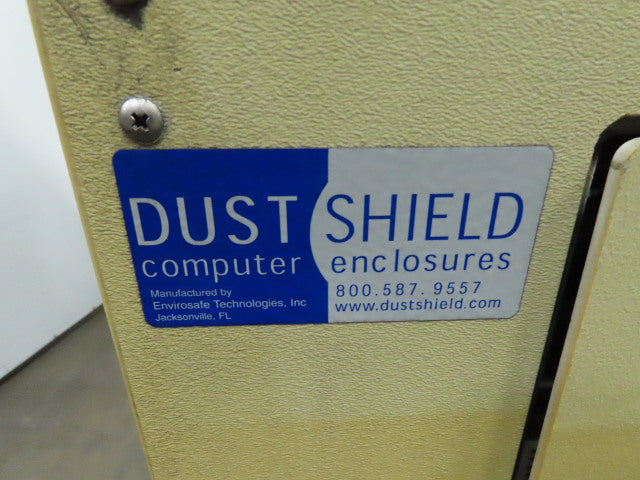 DUST SHIELD
computer enclosures
Manufactured by
Envirosafe Technologies, Inc
Jacksonville, FL
800.587.9557
www.dustshield.com